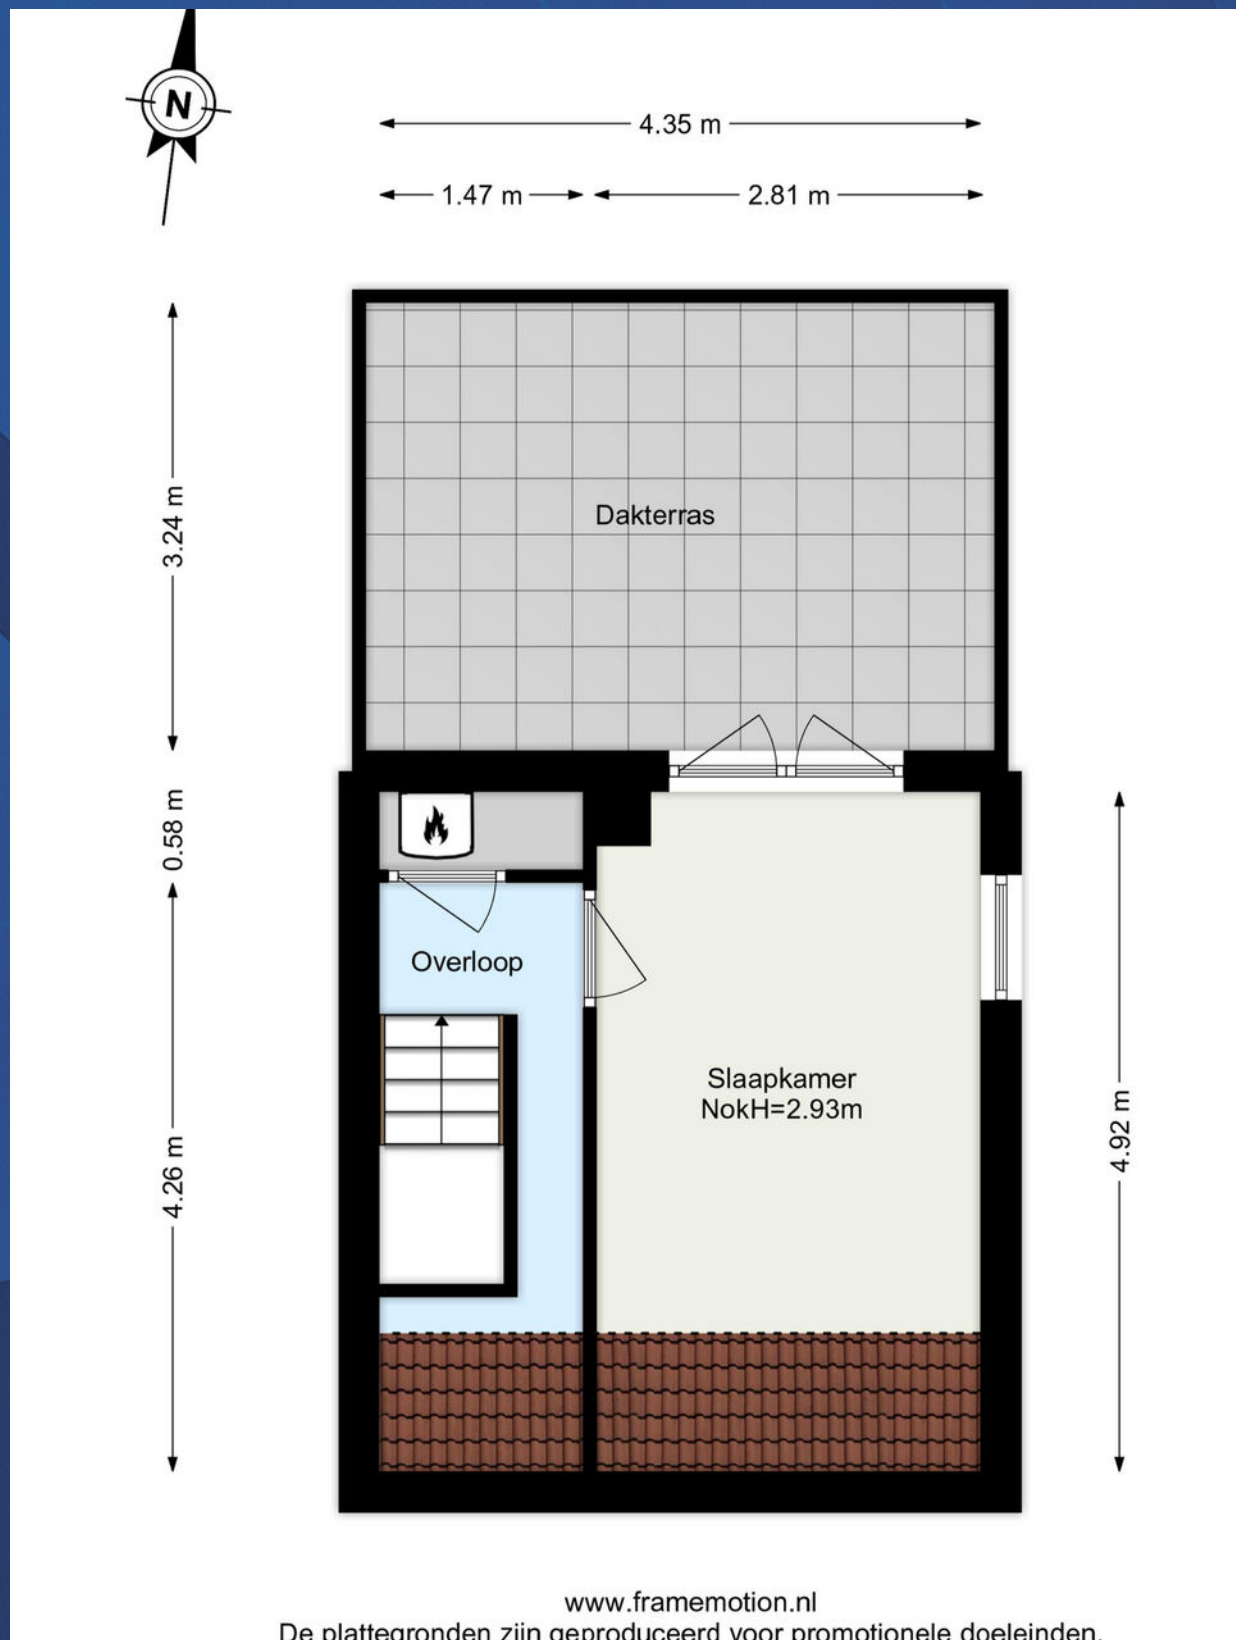 N
4.35 m
1.47 m
2.81 m
3.24 m
Dakterras
0.58 m
Overloop
Slaapkamer
NokH=2.93m
4.26 m
4.92 m
www.framemotion.nl
De plattegronden zijn geproduceerd voor promotionele doeleinden.